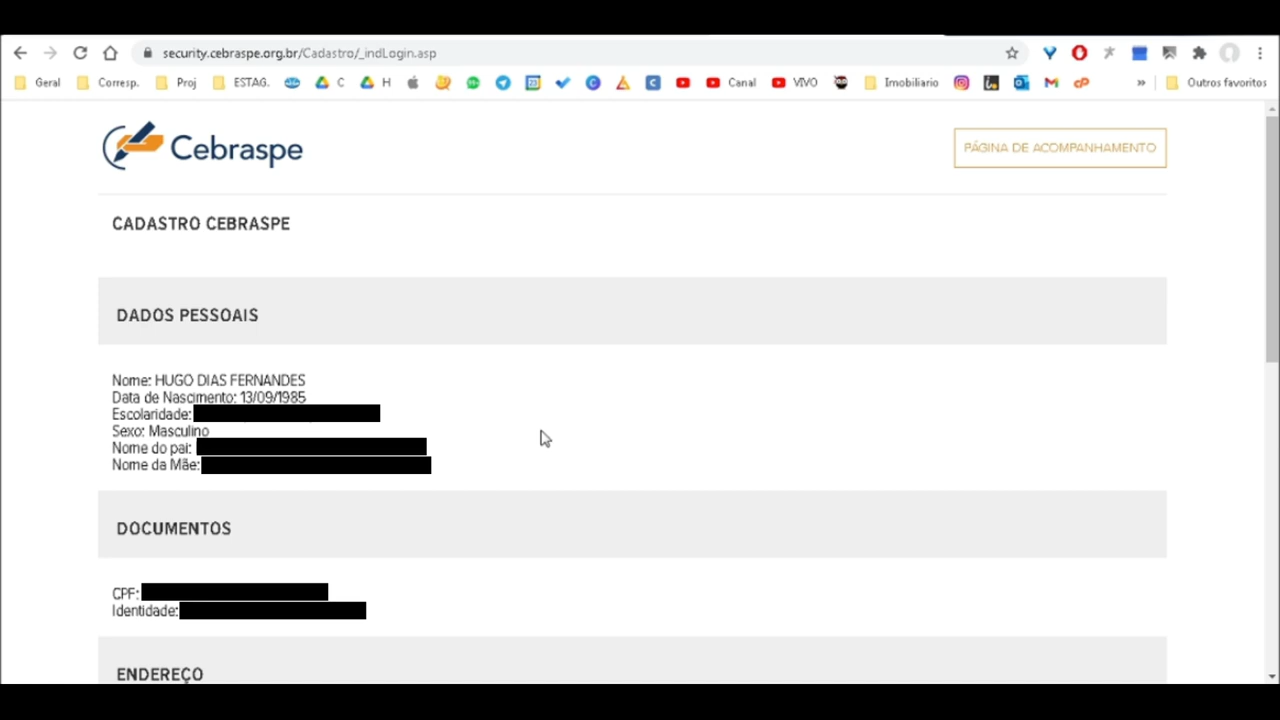 security.cebraspe.org.br/Cadastro/_indLogin.asp
Geral Corresp. Proj ESTAG. C H Canal VIVO Imobiliario » Outros favoritos
Cebraspe
PÁGINA DE ACOMPANHAMENTO
CADASTRO CEBRASPE
DADOS PESSOAIS
Nome: HUGO DIAS FERNANDES
Data de Nascimento: 13/09/1985
Escolaridade:
Sexo: Masculino
Nome do pai:
Nome da Mãe:
DOCUMENTOS
CPF:
Identidade:
ENDEREÇO